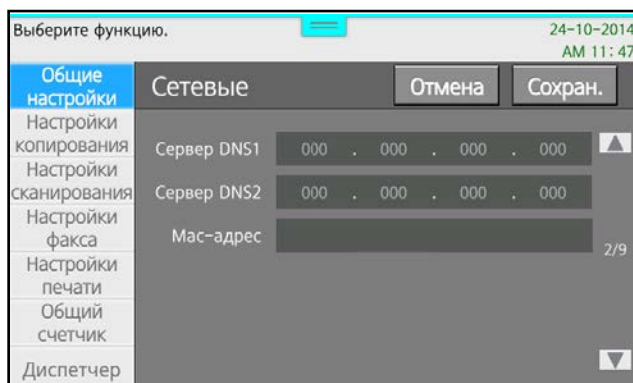 Выберите функцию.
24-10-2014
AM 11:47
Общие
настройки
Сетевые
Отмена
Сохран.
Настройки
копирования
Настройки
сканирования
Настройки
факса
Настройки
печати
Общий
счетчик
Диспетчер
Сервер DNS1 000 . 000 . 000 . 000
Сервер DNS2 000 . 000 . 000 . 000
Mac-адрес
2/9